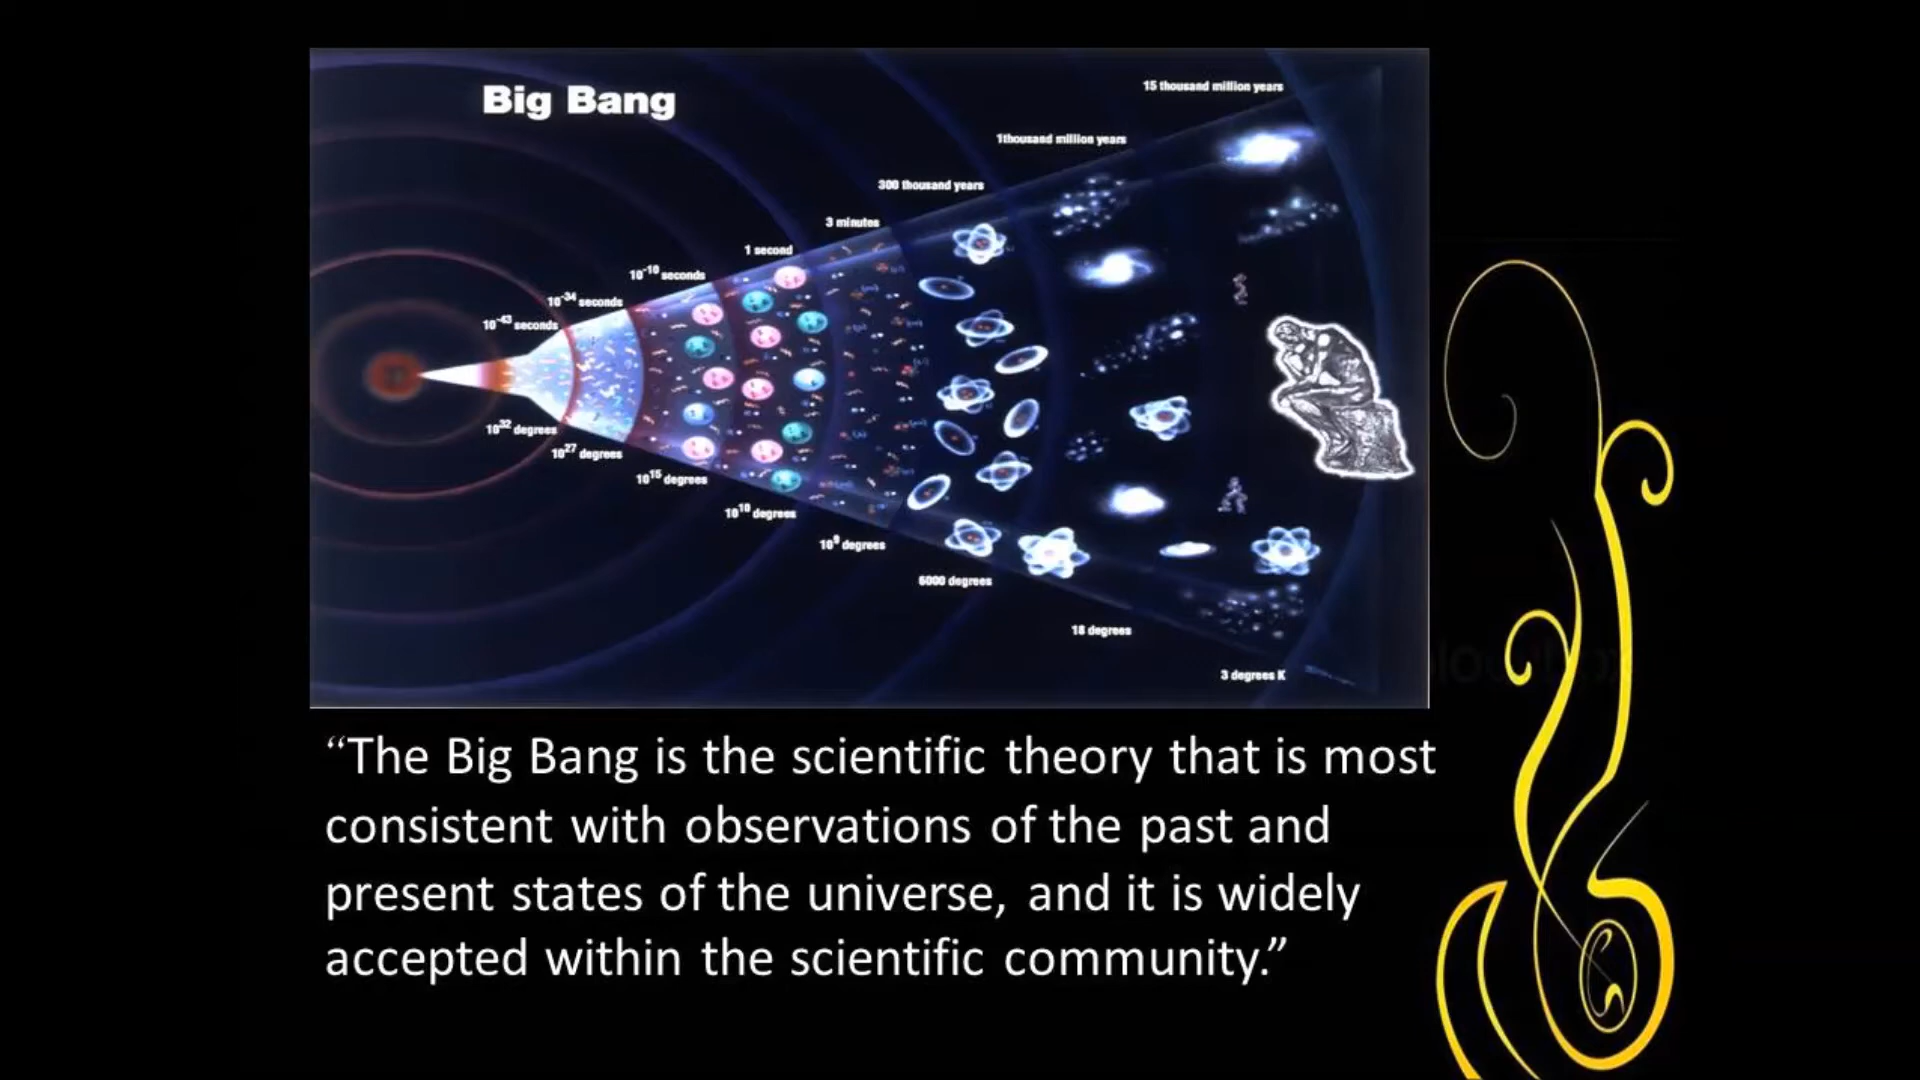 Big Bang
15 thousand million years
1thousand million years
300 thousand years
3 minutes
1 second
10⁻¹⁰ seconds
10⁻³⁴ seconds
10⁻⁴³ seconds
10³² degrees
10²⁷ degrees
10¹⁵ degrees
10¹⁰ degrees
10⁹ degrees
6000 degrees
18 degrees
3 degrees K
“The Big Bang is the scientific theory that is most
consistent with observations of the past and
present states of the universe, and it is widely
accepted within the scientific community.”